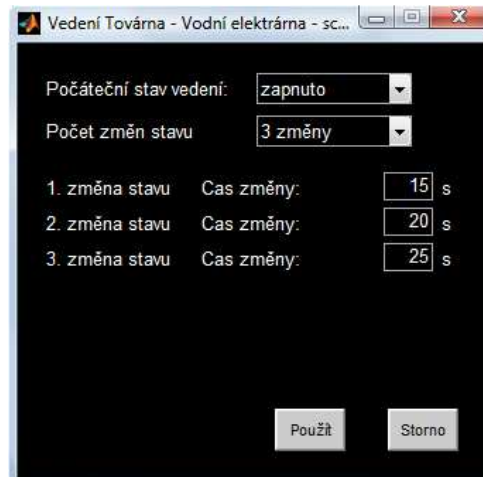 Vedení Továrna - Vodní elektrárna - sc...
Počáteční stav vedení: zapnuto
Počet změn stavu 3 změny
1. změna stavu Cas změny: 15 s
2. změna stavu Cas změny: 20 s
3. změna stavu Cas změny: 25 s
Použít Storno